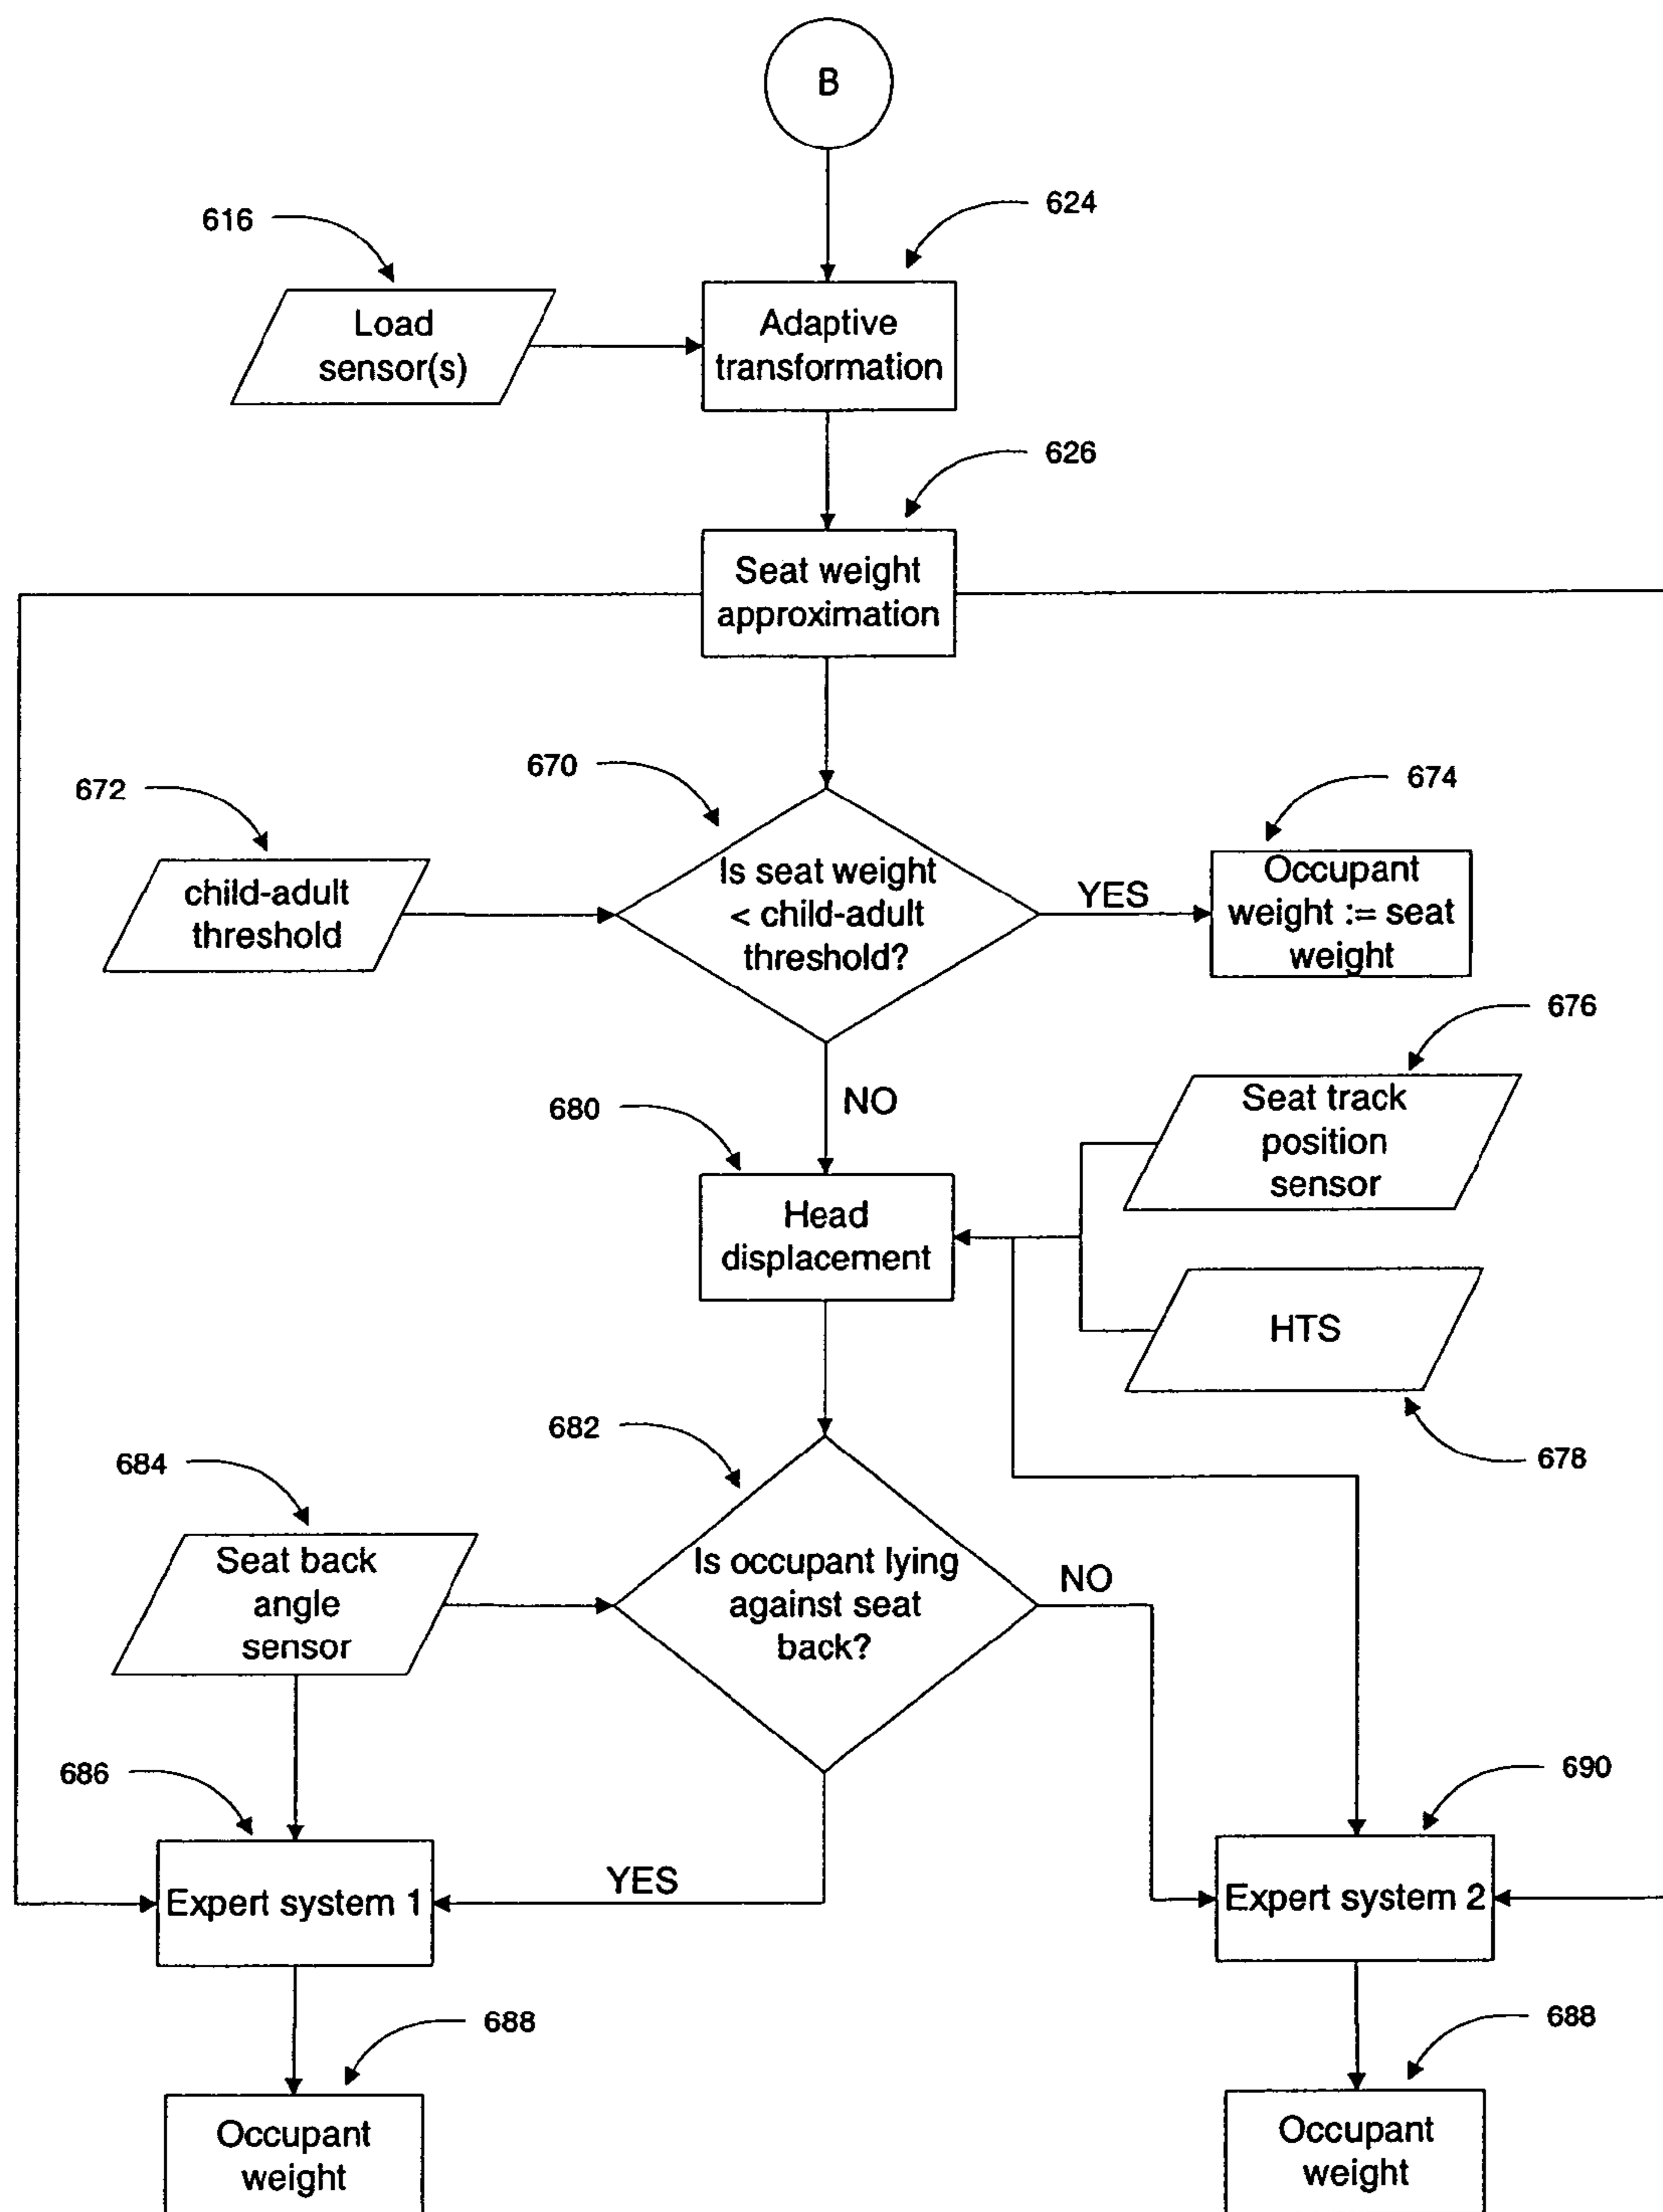 B
616
624
Load
sensor(s)
Adaptive
transformation
626
Seat weight
approximation
670
672
674
child-adult
threshold
Is seat weight
< child-adult
threshold?
YES
Occupant
weight := seat
weight
676
NO
680
Seat track
position
sensor
Head
displacement
HTS
678
682
684
Seat back
angle
sensor
Is occupant lying
against seat
back?
NO
686
690
YES
Expert system 1
Expert system 2
688
688
Occupant
weight
Occupant
weight